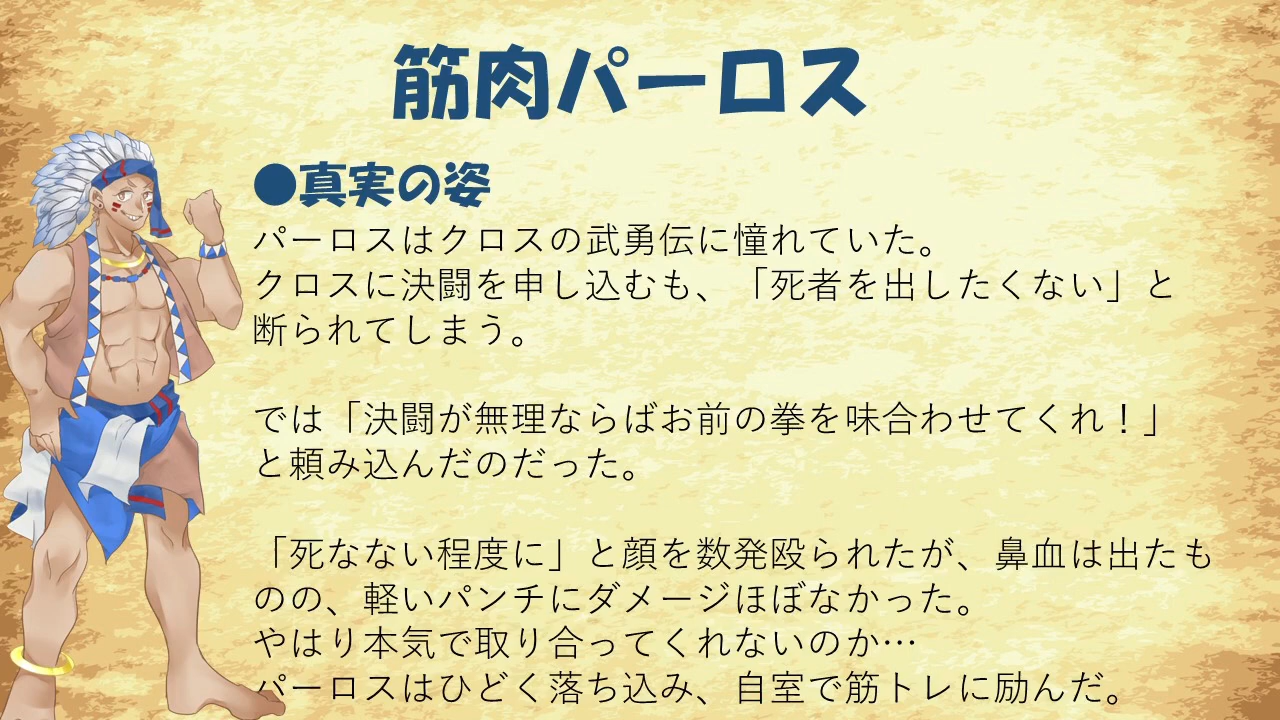 筋肉パーロス
●真実の姿
パーロスはクロスの武勇伝に憧れていた。
クロスに決闘を申し込むも、「死者を出したくない」と
断られてしまう。
では「決闘が無理ならばお前の拳を味合わせてくれ！」
と頼み込んだのだった。
「死なない程度に」と顔を数発殴られたが、鼻血は出たも
のの、軽いパンチにダメージほぼなかった。
やはり本気で取り合ってくれないのか…
パーロスはひどく落ち込み、自室で筋トレに励んだ。